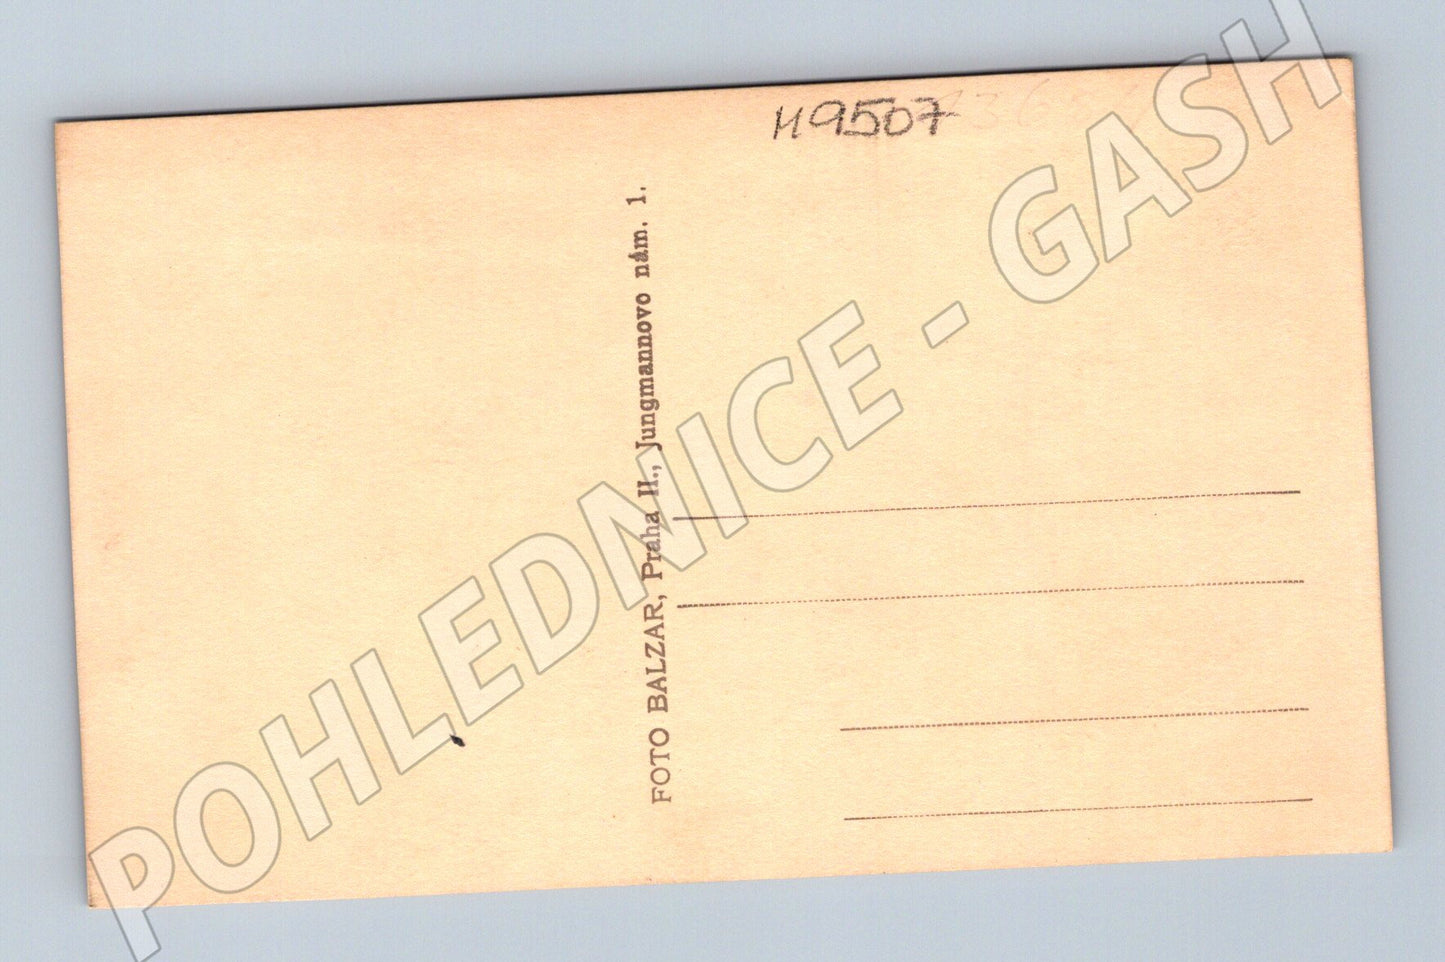 H9507
FOTO BALZAR, Praha II., Jungmannovo nám. 1.
POHLEDNICE - GASH